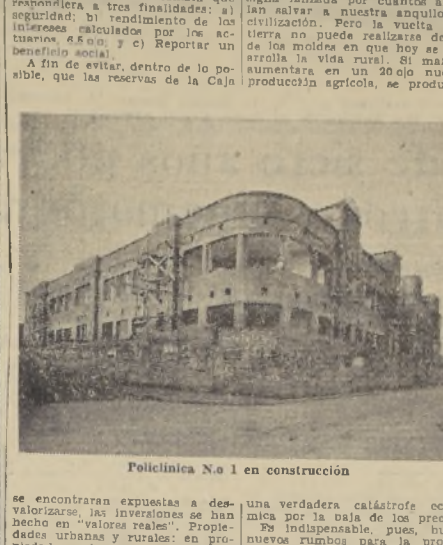 respondiera a tres finalidades: a)
seguridad; b) rendimiento de los
intereses calculados por los ac-
tuarios, y c) Reportar un
beneficio social.
A fin de evitar, dentro de lo po-
sible, que las reservas de la Caja
lan salvar a nuestra
civilización. Pero la vuelta
tierra no puede realizarse de
de los moldes en que hoy se
arrolla la vida rural. Si
aumentara en un 20 o|o
producción agrícola, se produ
Policlínica N.o 1 en construcción
se encontraran expuestas a des-
valorizarse, las inversiones se han
hecho en "valores reales". Propie-
dades urbanas y rurales: en pro-
una verdadera catástrofe ec
mica por la baja de los prec
Es indispensable, pues,
nuevos rumbos para la pro